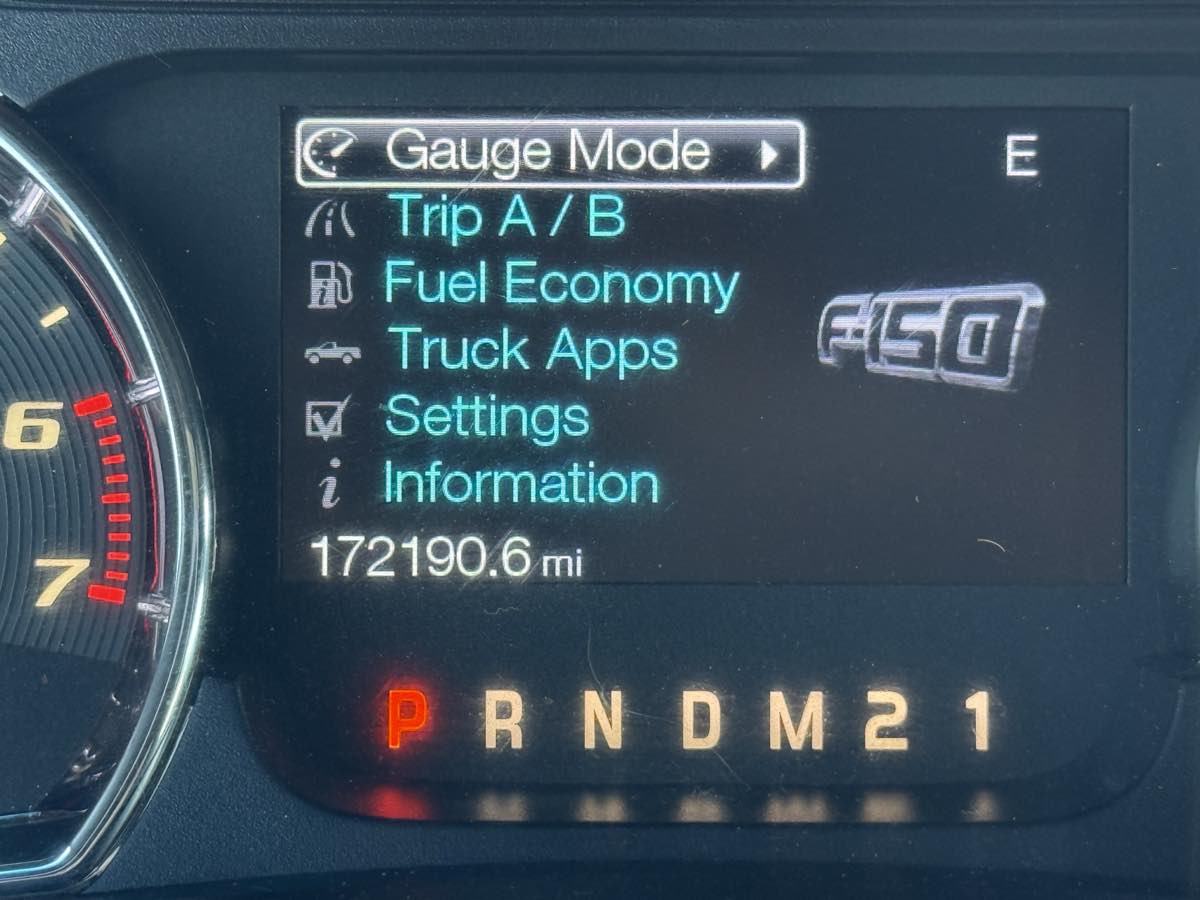 Gauge Mode
E
Trip A / B
Fuel Economy
Truck Apps
F-150
Settings
Information
172190.6 mi
6
7
P R N D M 2 1